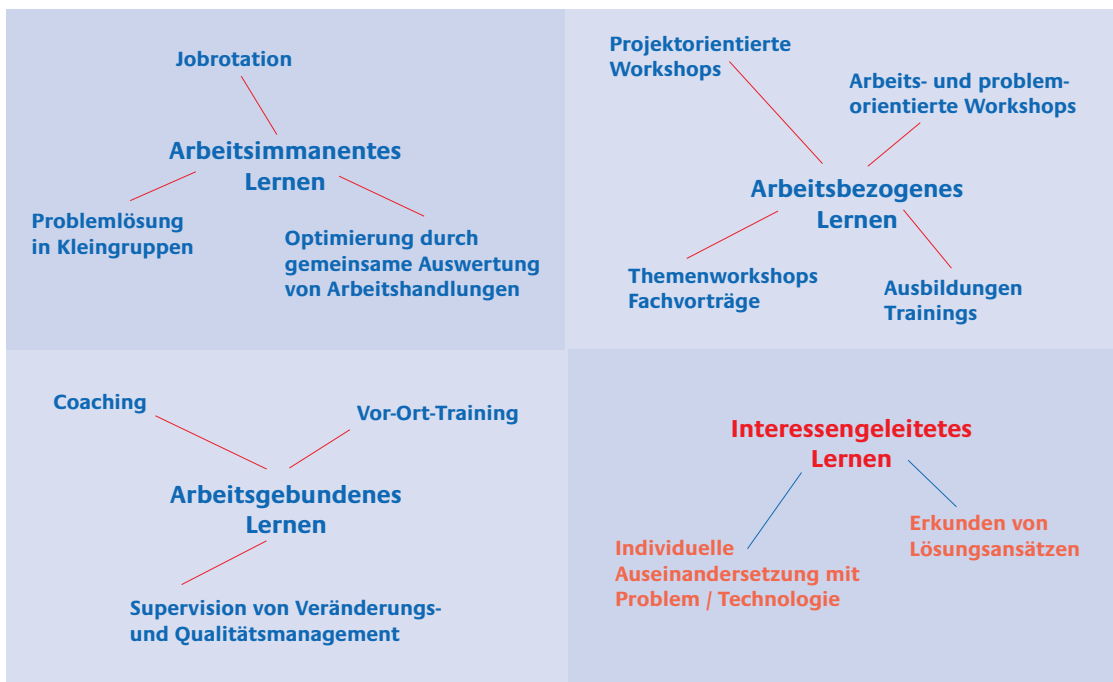 Jobrotation
Arbeitsimmanentes
Lernen
Problemlösung
in Kleingruppen
Optimierung durch
gemeinsame Auswertung
von Arbeitshandlungen
Projektorientierte
Workshops
Arbeits- und problem-
orientierte Workshops
Arbeitsbezogenes
Lernen
Themenworkshops
Fachvorträge
Ausbildungen
Trainings
Coaching
Vor-Ort-Training
Arbeitsgebundenes
Lernen
Supervision von Veränderungs-
und Qualitätsmanagement
Interessengeleitetes
Lernen
Individuelle
Auseinandersetzung mit
Problem / Technologie
Erkunden von
Lösungsansätzen